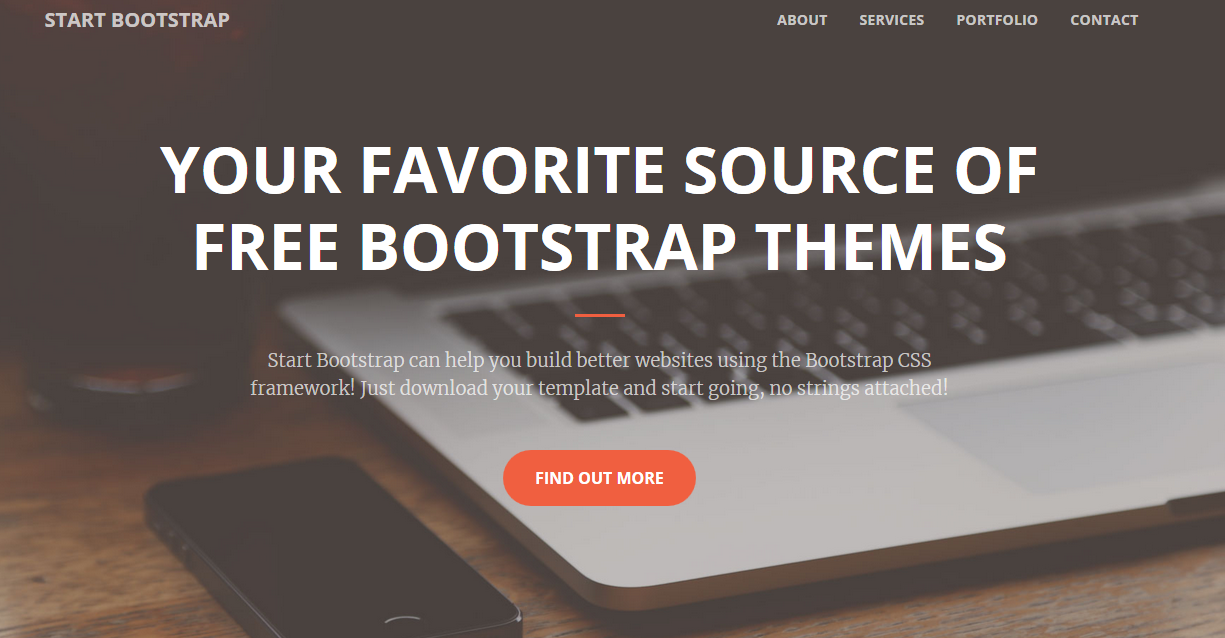 START BOOTSTRAP
ABOUT SERVICES PORTFOLIO CONTACT
YOUR FAVORITE SOURCE OF
FREE BOOTSTRAP THEMES
Start Bootstrap can help you build better websites using the Bootstrap CSS
framework! Just download your template and start going, no strings attached!
FIND OUT MORE